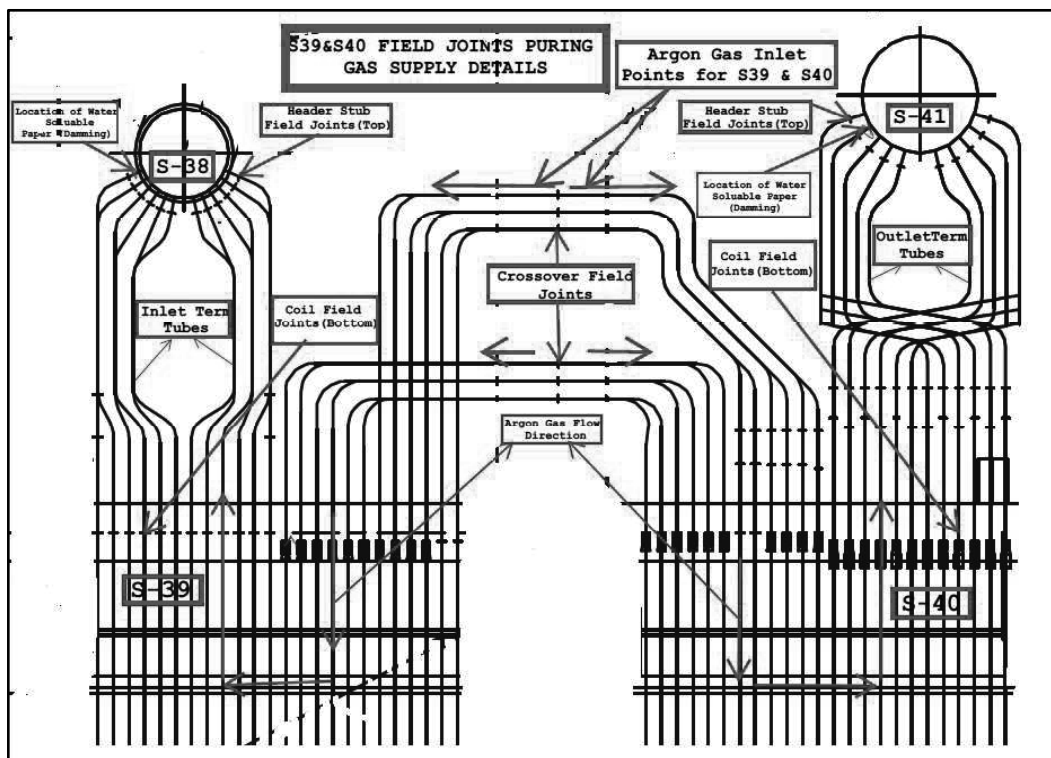 S39&S40 FIELD JOINTS PURING
GAS SUPPLY DETAILS
Argon Gas Inlet
Points for S39 & S40
Location of Water
Soluable
Paper (Damming)
Header Stub
Field Joints(Top)
S-38
Header Stub
Field Joints(Top)
S-41
Location of Water
Soluable Paper
(Damming)
OutletTerm
Tubes
Coil Field
Joints(Bottom)
Crossover Field
Joints
Inlet Term
Tubes
Coil Field
Joints(Bottom)
Argon Gas Flow
Direction
S-39
S-40